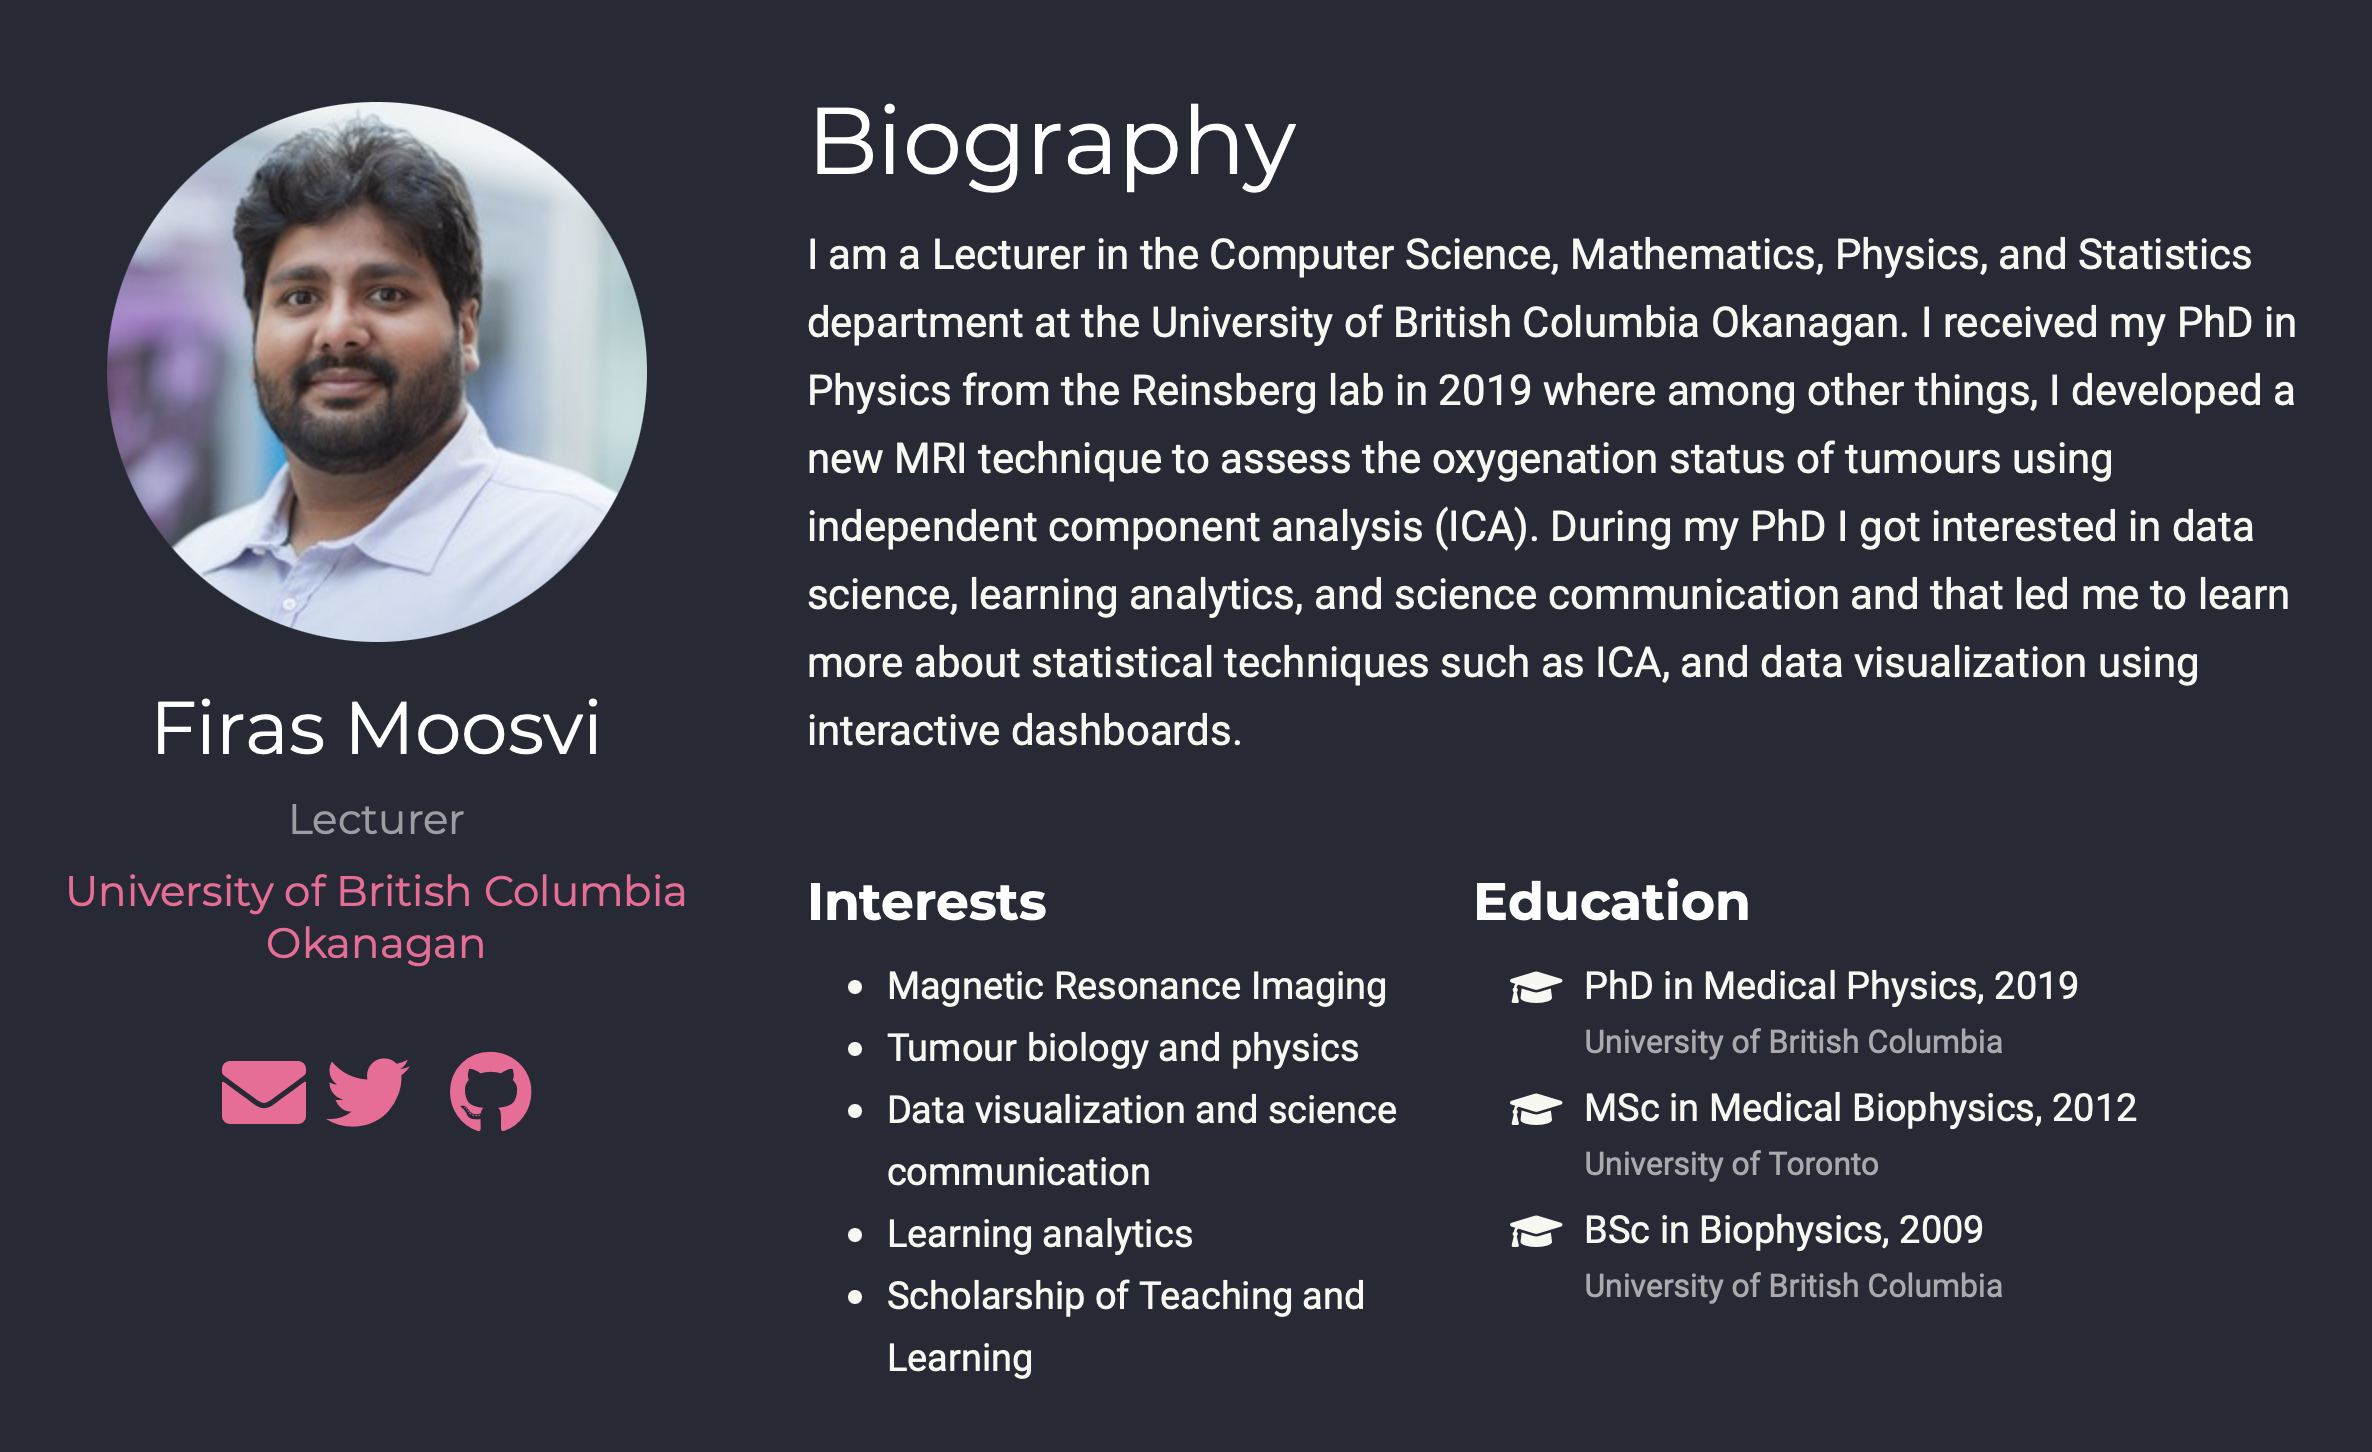 Biography
I am a Lecturer in the Computer Science, Mathematics, Physics, and Statistics
department at the University of British Columbia Okanagan. I received my PhD in
Physics from the Reinsberg lab in 2019 where among other things, I developed a
new MRI technique to assess the oxygenation status of tumours using
independent component analysis (ICA). During my PhD I got interested in data
science, learning analytics, and science communication and that led me to learn
more about statistical techniques such as ICA, and data visualization using
interactive dashboards.
Firas Moosvi
Lecturer
University of British Columbia
Okanagan
Interests
Magnetic Resonance Imaging
Tumour biology and physics
Data visualization and science
communication
Learning analytics
Scholarship of Teaching and
Learning
Education
PhD in Medical Physics, 2019
University of British Columbia
MSc in Medical Biophysics, 2012
University of Toronto
BSc in Biophysics, 2009
University of British Columbia